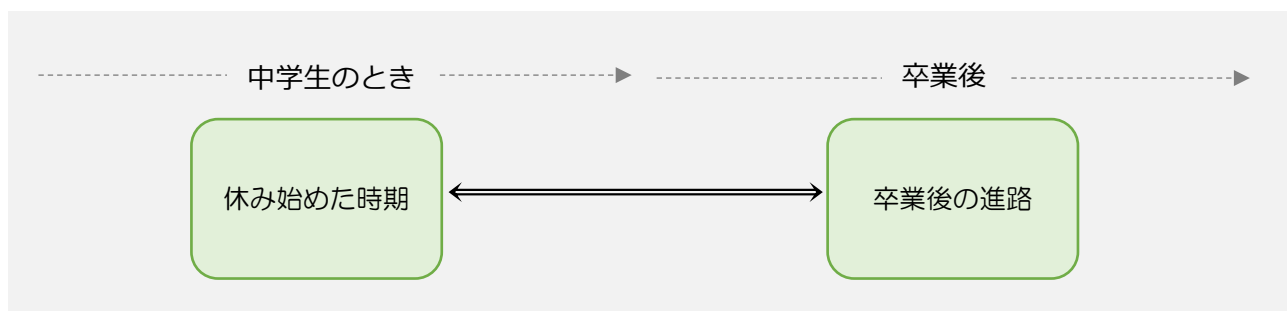 中学生のとき
卒業後
休み始めた時期
卒業後の進路